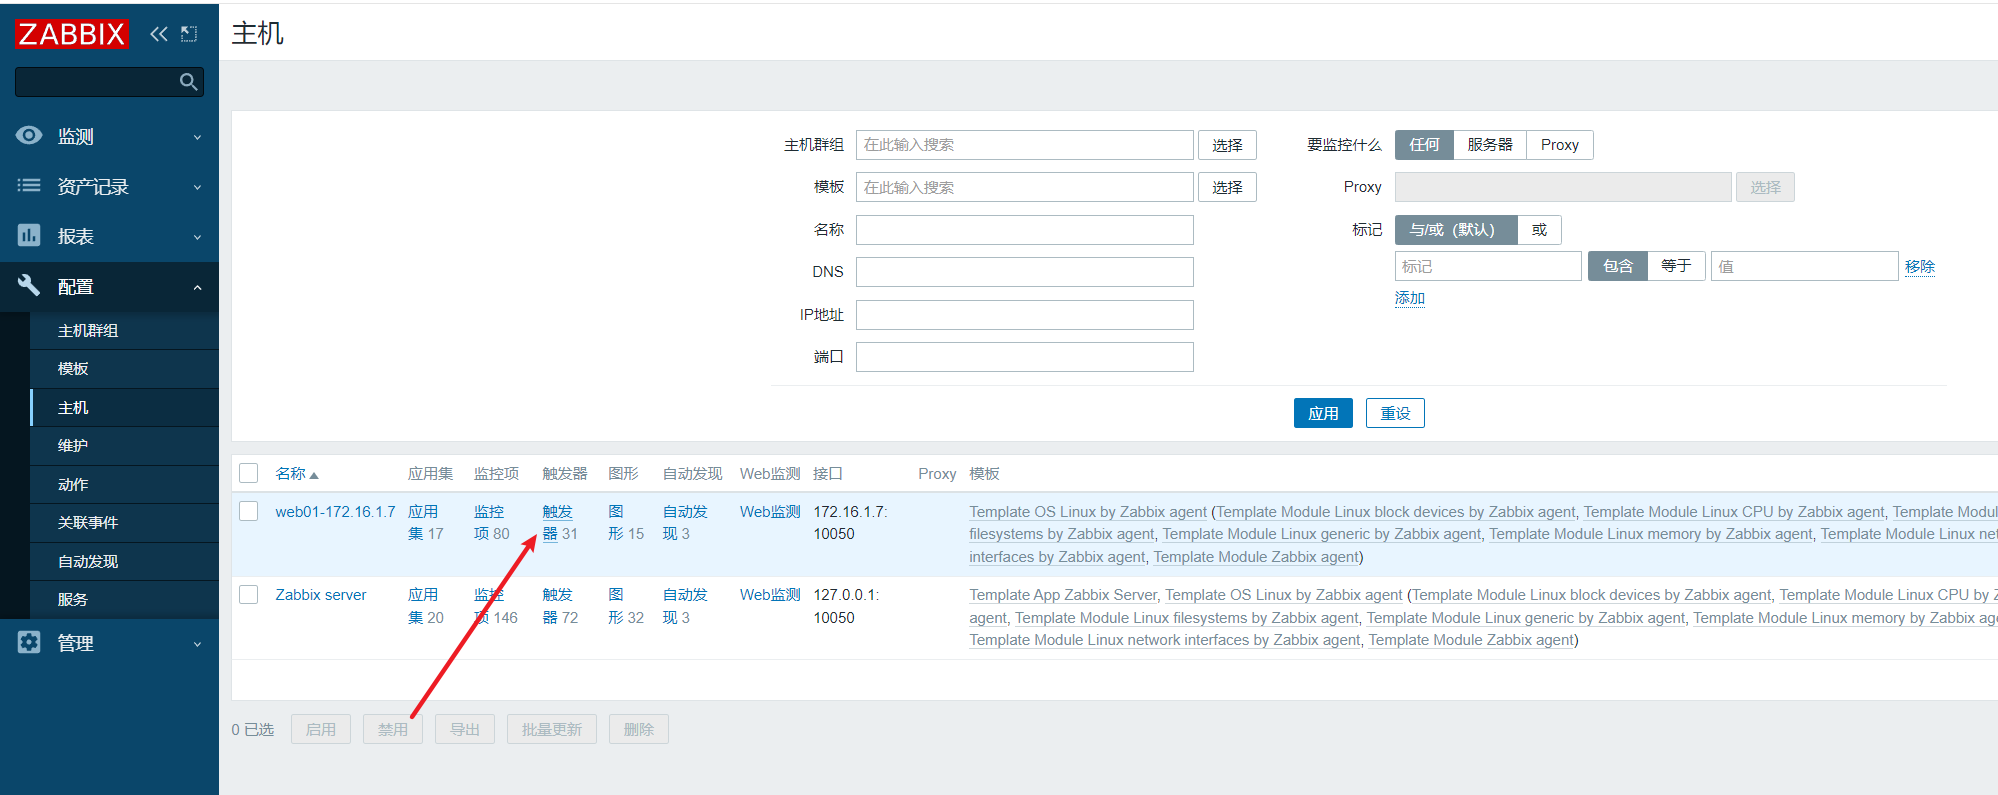 ZABBIX
主机
监测
资产记录
报表
配置
主机群组
模板
主机
维护
动作
关联事件
自动发现
服务
管理
主机群组 在此输入搜索 选择
模板 在此输入搜索 选择
名称
DNS
IP地址
端口
要监控什么 任何 服务器 Proxy
Proxy 选择
标记 与/或（默认） 或
标记 包含 等于 值 移除
添加
应用 重设
名称 应用集 监控项 触发器 图形 自动发现 Web监测 接口 Proxy 模板
web01-172.16.1.7 应用 监控 触发 图 自动发 Web监测 172.16.1.7: Template OS Linux by Zabbix agent (Template Module Linux block devices by Zabbix agent, Template Module Linux CPU by Zabbix agent, Template Modul
集 17 项 80 器 31 形 15 现 3 10050 filesystems by Zabbix agent, Template Module Linux generic by Zabbix agent, Template Module Linux memory by Zabbix agent, Template Module Linux net
interfaces by Zabbix agent, Template Module Zabbix agent)
Zabbix server 应用 监控 触发 图 自动发 Web监测 127.0.0.1: Template App Zabbix Server, Template OS Linux by Zabbix agent (Template Module Linux block devices by Zabbix agent, Template Module Linux CPU by Z
集 20 项 146 器 72 形 32 现 3 10050 agent, Template Module Linux filesystems by Zabbix agent, Template Module Linux generic by Zabbix agent, Template Module Linux memory by Zabbix age
Template Module Linux network interfaces by Zabbix agent, Template Module Zabbix agent)
0 已选 启用 禁用 导出 批量更新 删除